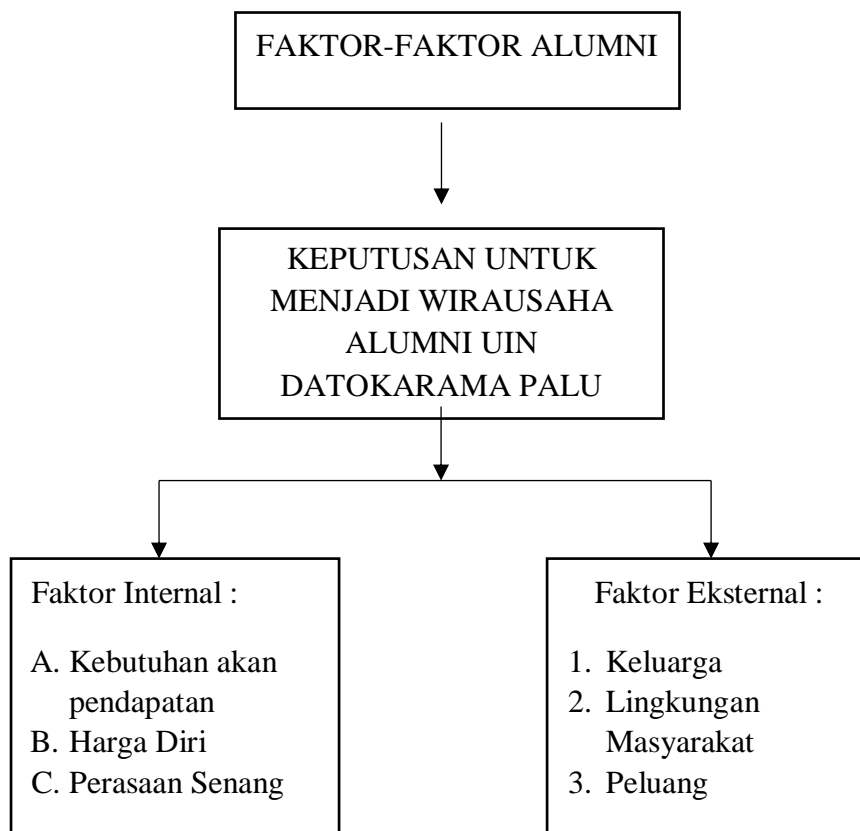 FAKTOR-FAKTOR ALUMNI
KEPUTUSAN UNTUK
MENJADI WIRAUSAHA
ALUMNI UIN
DATOKARAMA PALU
Faktor Internal :
A. Kebutuhan akan
pendapatan
B. Harga Diri
C. Perasaan Senang
Faktor Eksternal :
1. Keluarga
2. Lingkungan
Masyarakat
3. Peluang